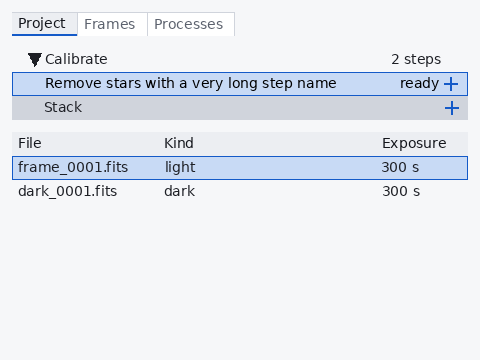 Project Frames Processes
Calibrate 2 steps
Remove stars with a very long step name ready
Stack
File Kind Exposure
frame_0001.fits light 300 s
dark_0001.fits dark 300 s